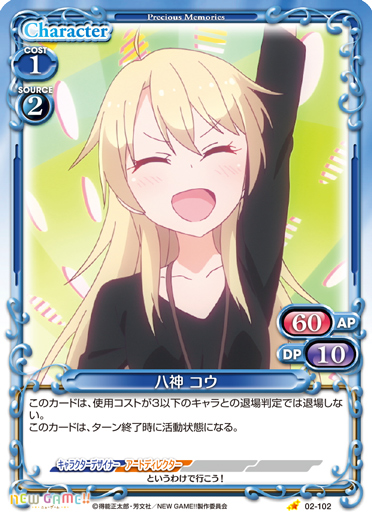 Precious Memories
Character
COST
1
SOURCE
2
60 AP
DP 10
八神 コウ
このカードは、使用コストが3以下のキャラとの退場判定では退場しな
い。
このカードは、ターン終了時に活動状態になる。
キャラクターデザイナー アートディレクター
というわけで行こう!
NEW GAME!!
©得能正太郎・芳文社/NEW GAME!!製作委員会
02-102